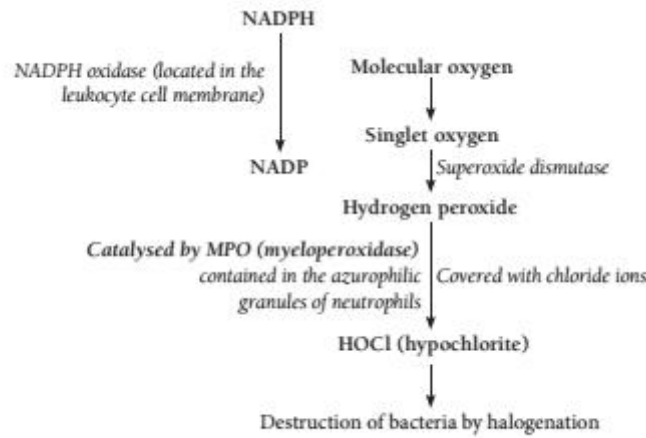 NADPH
NADPH oxidase (located in the
leukocyte cell membrane)
NADP
Molecular oxygen
Singlet oxygen
Superoxide dismutase
Hydrogen peroxide
Catalysed by MPO (myeloperoxidase)
contained in the azurophilic
granules of neutrophils
Covered with chloride ions
HOCl (hypochlorite)
Destruction of bacteria by halogenation